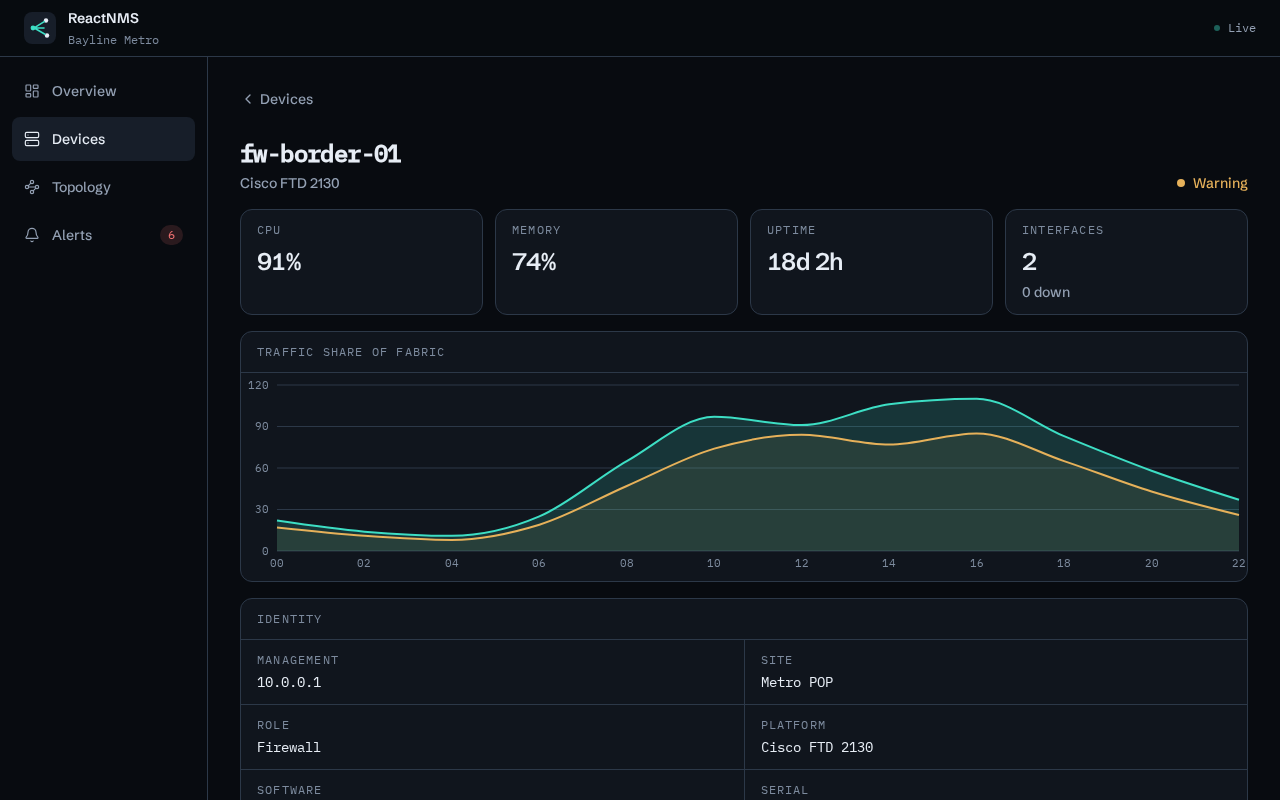 ReactNMS
Bayline Metro
Live
Overview
Devices
Topology
Alerts 6
Devices
fw-border-01
Cisco FTD 2130
Warning
CPU
91%
MEMORY
74%
UPTIME
18d 2h
INTERFACES
2
0 down
TRAFFIC SHARE OF FABRIC
120
90
60
30
0
00 02 04 06 08 10 12 14 16 18 20 22
IDENTITY
MANAGEMENT
10.0.0.1
SITE
Metro POP
ROLE
Firewall
PLATFORM
Cisco FTD 2130
SOFTWARE
SERIAL